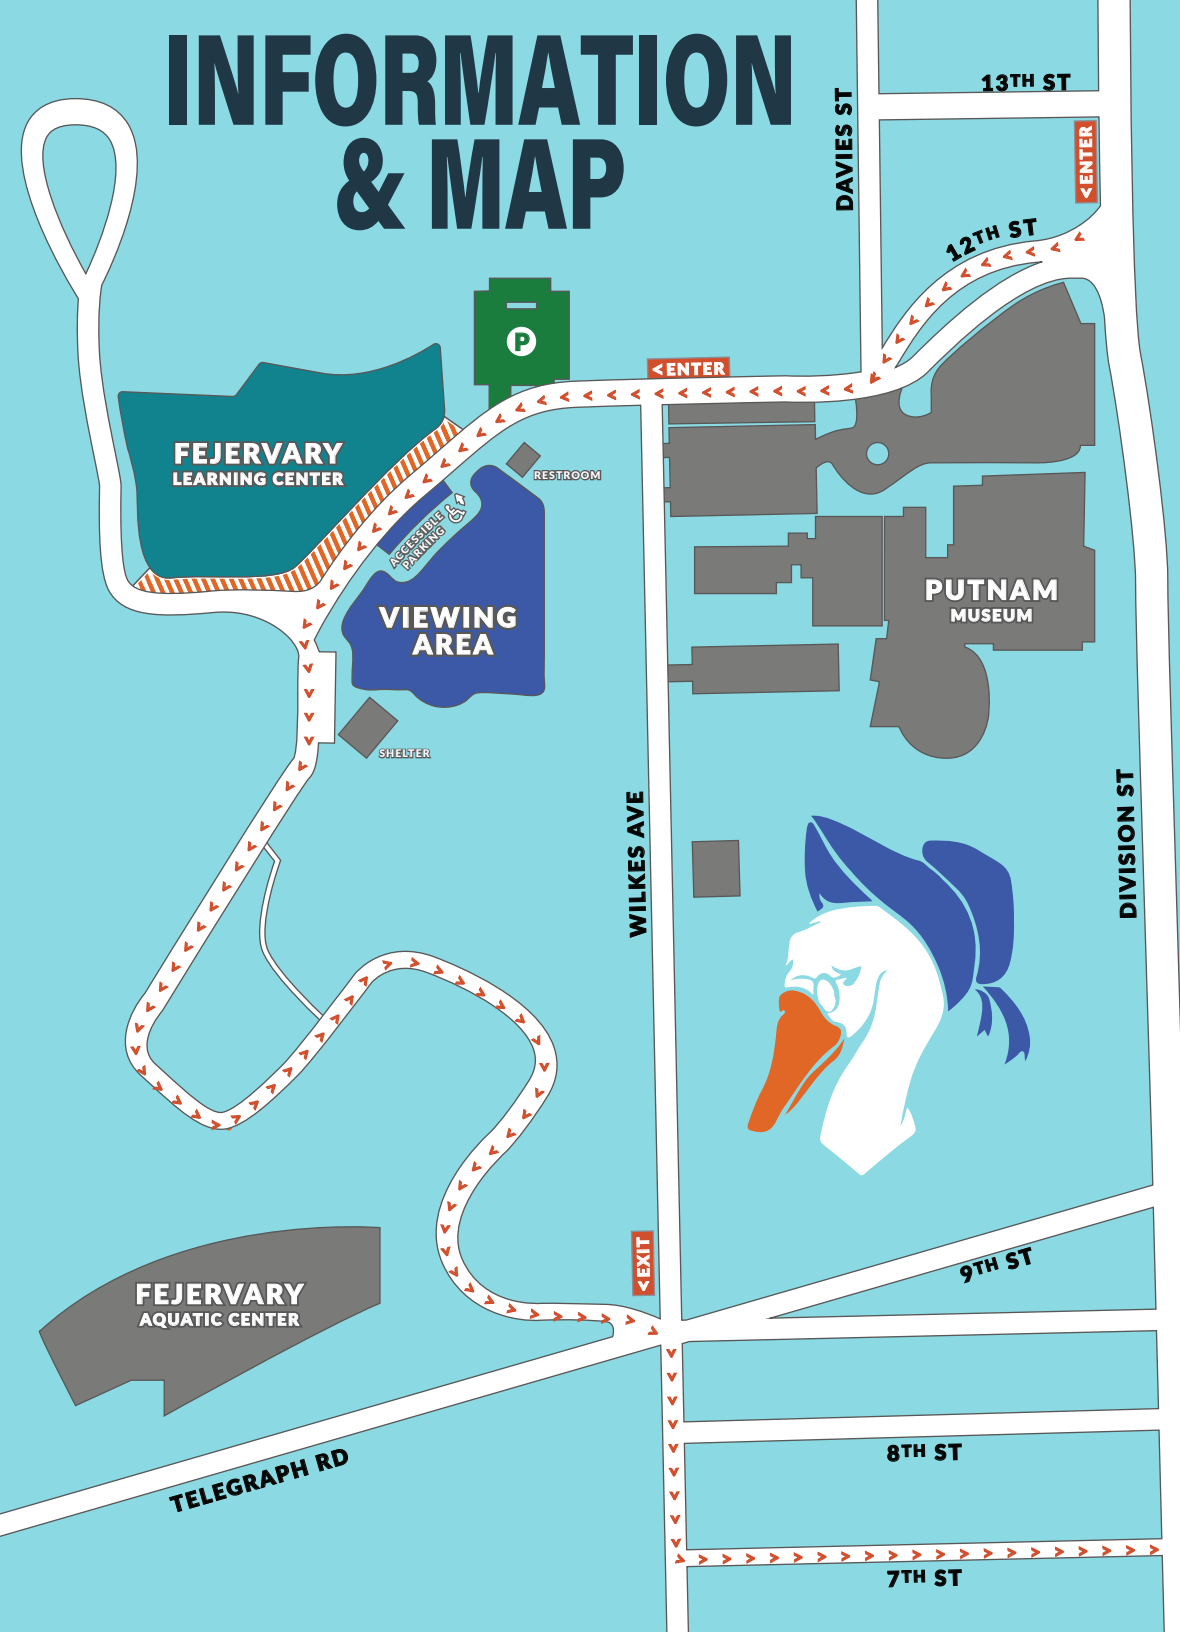 INFORMATION
& MAP
13TH ST
DAVIES ST
<ENTER
12TH ST
P
<ENTER
FEJERVARY
LEARNING CENTER
RESTROOM
ACCESSIBLE
PARKING
VIEWING
AREA
PUTNAM
MUSEUM
SHELTER
WILKES AVE
DIVISION ST
<EXIT
9TH ST
FEJERVARY
AQUATIC CENTER
TELEGRAPH RD
8TH ST
7TH ST